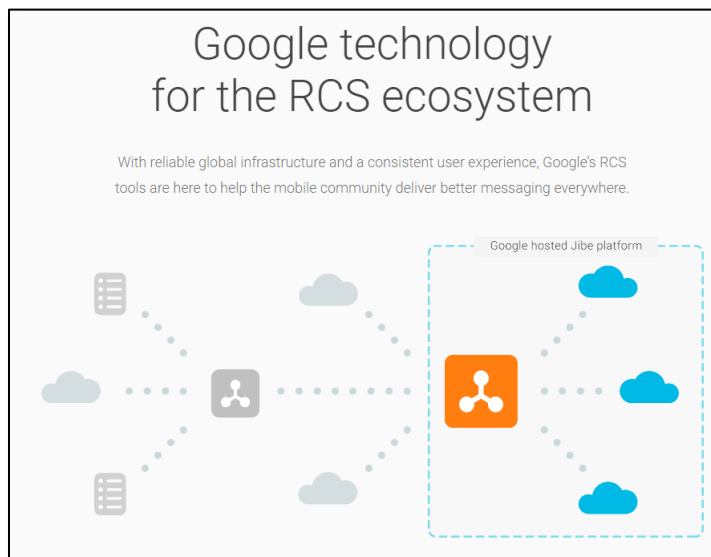 Google technology
for the RCS ecosystem
With reliable global infrastructure and a consistent user experience, Google's RCS
tools are here to help the mobile community deliver better messaging everywhere.
Google hosted Jibe platform